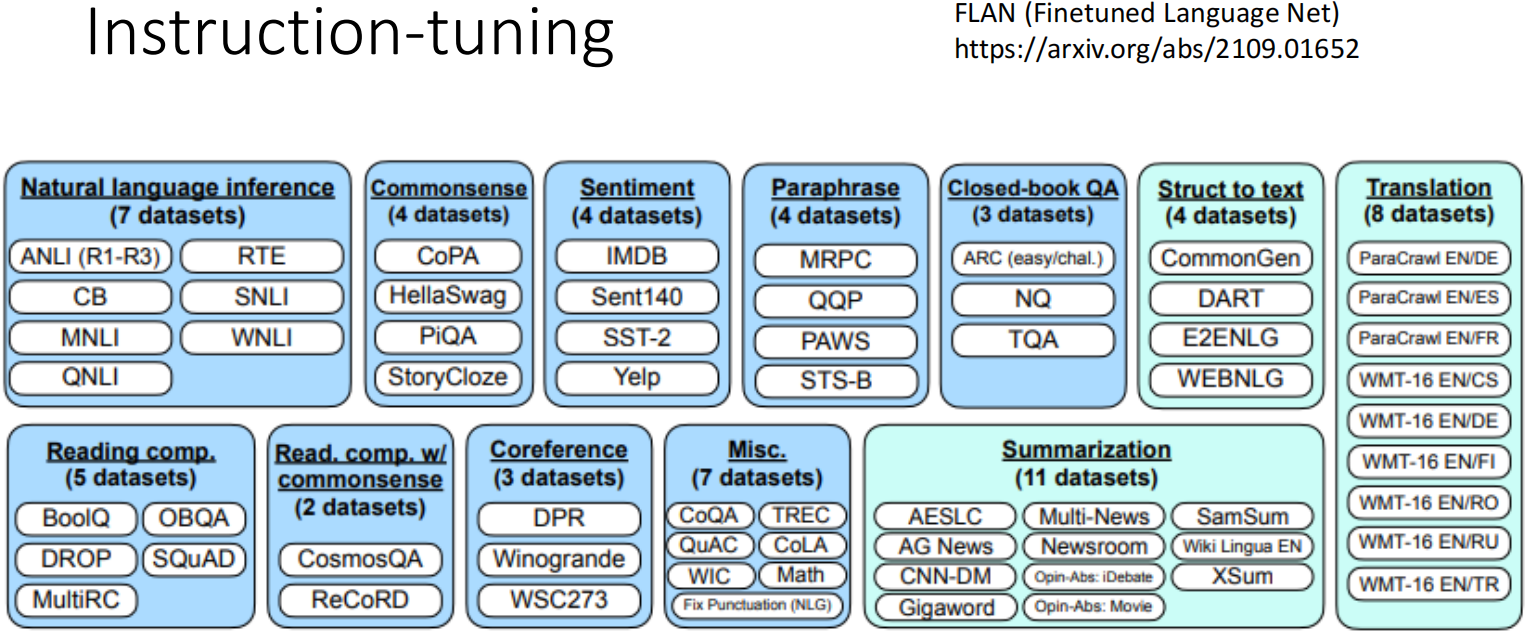 Instruction-tuning
FLAN (Finetuned Language Net)
https://arxiv.org/abs/2109.01652
Natural language inference
(7 datasets)
ANLI (R1-R3)
RTE
CB
SNLI
MNLI
WNLI
QNLI
Commonsense
(4 datasets)
CoPA
HellaSwag
PiQA
StoryCloze
Sentiment
(4 datasets)
IMDB
Sent140
SST-2
Yelp
Paraphrase
(4 datasets)
MRPC
QQP
PAWS
STS-B
Closed-book QA
(3 datasets)
ARC (easy/chal.)
NQ
TQA
Struct to text
(4 datasets)
CommonGen
DART
E2ENLG
WEBNLG
Translation
(8 datasets)
ParaCrawl EN/DE
ParaCrawl EN/ES
ParaCrawl EN/FR
WMT-16 EN/CS
WMT-16 EN/DE
WMT-16 EN/FI
WMT-16 EN/RO
WMT-16 EN/RU
WMT-16 EN/TR
Reading comp.
(5 datasets)
BoolQ
OBQA
DROP
SQuAD
MultiRC
Read. comp. w/
commonsense
(2 datasets)
CosmosQA
ReCoRD
Coreference
(3 datasets)
DPR
Winogrande
WSC273
Misc.
(7 datasets)
CoQA
TREC
QuAC
CoLA
WIC
Math
Fix Punctuation (NLG)
Summarization
(11 datasets)
AESLC
Multi-News
SamSum
AG News
Newsroom
Wiki Lingua EN
CNN-DM
Opin-Abs: iDebate
XSum
Gigaword
Opin-Abs: Movie